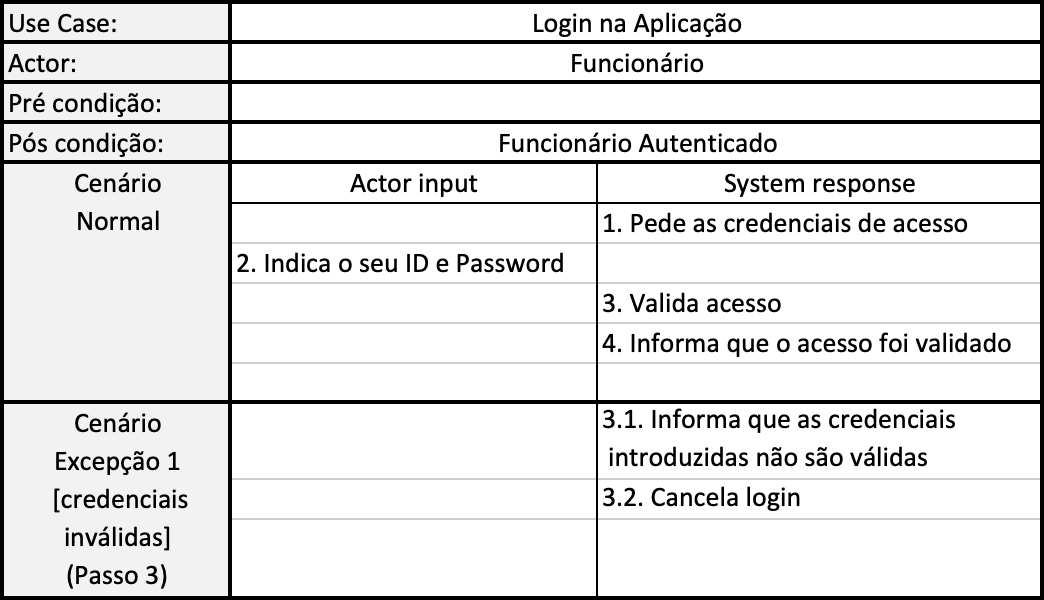 Use Case:
Login na Aplicação
Actor:
Funcionário
Pré condição:
Pós condição:
Funcionário Autenticado
Cenário
Normal
Actor input
System response
1. Pede as credenciais de acesso
2. Indica o seu ID e Password
3. Valida acesso
4. Informa que o acesso foi validado
Cenário
Excepção 1
[credenciais
inválidas]
(Passo 3)
3.1. Informa que as credenciais
introduzidas não são válidas
3.2. Cancela login